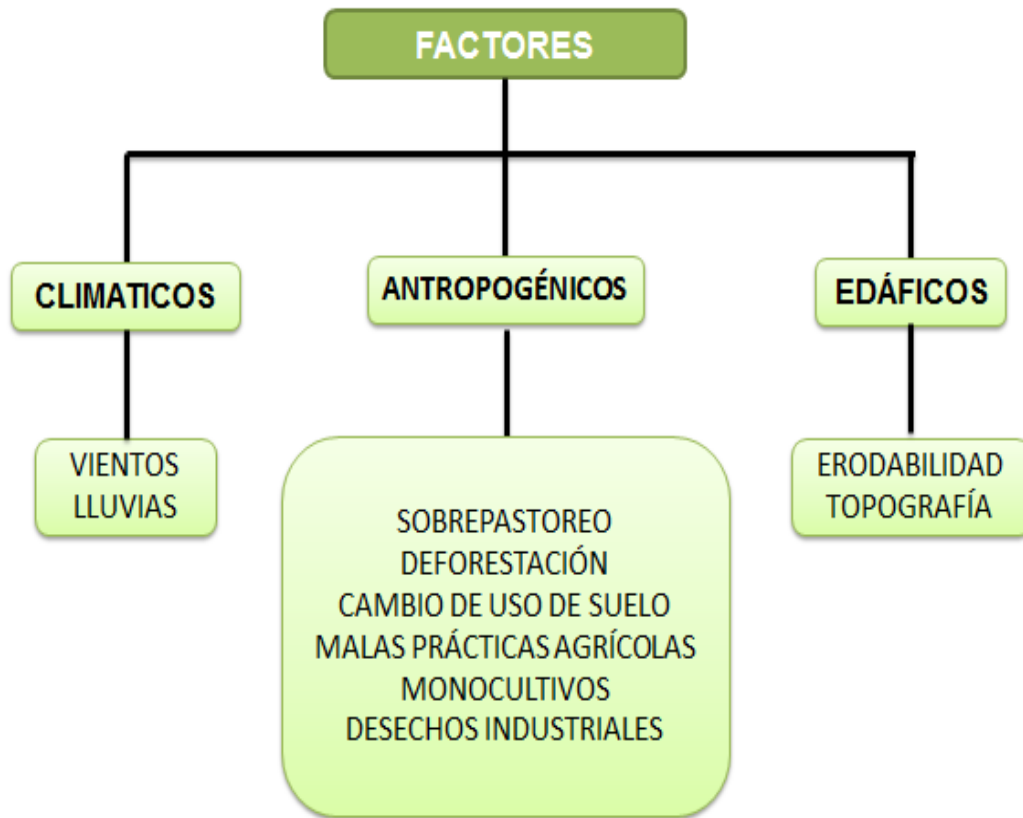 FACTORES
CLIMATICOS
ANTROPOGÉNICOS
EDÁFICOS
VIENTOS
LLUVIAS
SOBREPASTOREO
DEFORESTACIÓN
CAMBIO DE USO DE SUELO
MALAS PRÁCTICAS AGRÍCOLAS
MONOCULTIVOS
DESECHOS INDUSTRIALES
ERODABILIDAD
TOPOGRAFÍA